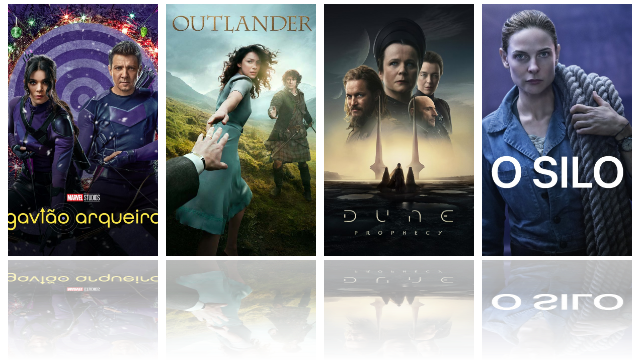 MARVEL STUDIOS
gavião arqueiro
OUTLANDER
DUNE
PROPHECY
O SILO